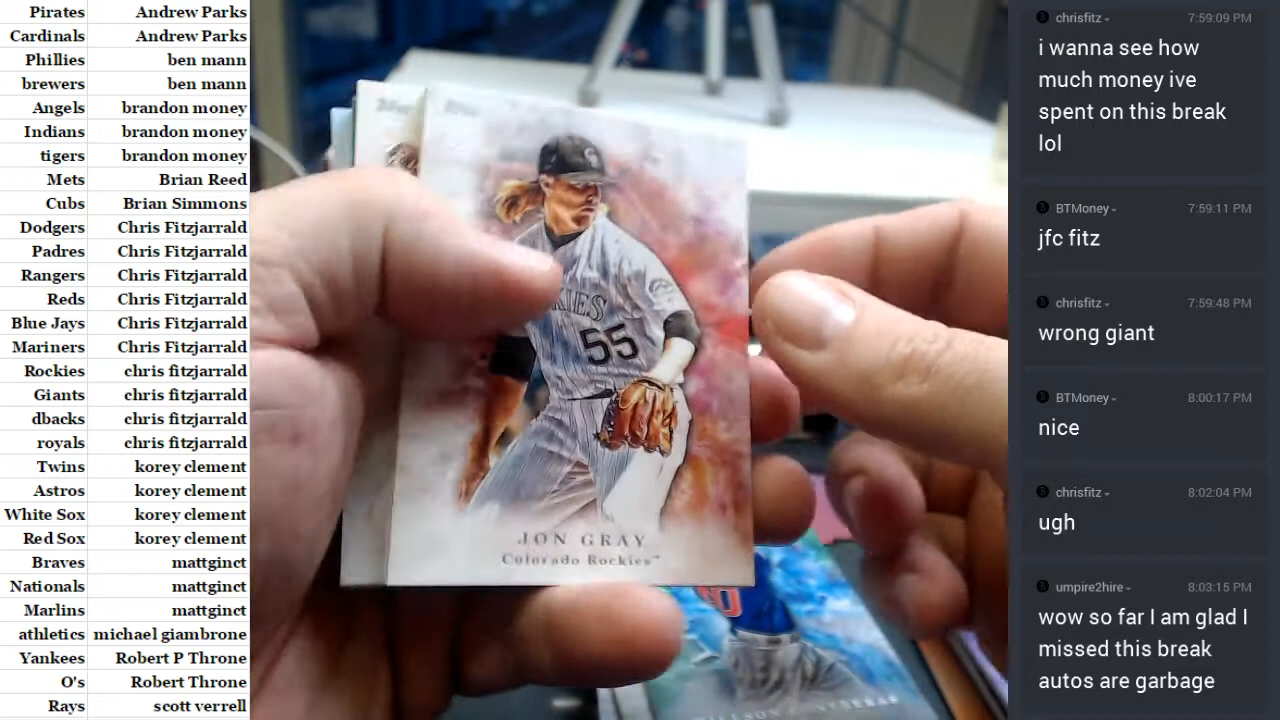 Pirates Andrew Parks
Cardinals Andrew Parks
Phillies ben mann
brewers ben mann
Angels brandon money
Indians brandon money
tigers brandon money
Mets Brian Reed
Cubs Brian Simmons
Dodgers Chris Fitzjarrald
Padres Chris Fitzjarrald
Rangers Chris Fitzjarrald
Reds Chris Fitzjarrald
Blue Jays Chris Fitzjarrald
Mariners Chris Fitzjarrald
Rockies chris fitzjarrald
Giants chris fitzjarrald
dbacks chris fitzjarrald
royals chris fitzjarrald
Twins korey clement
Astros korey clement
White Sox korey clement
Red Sox korey clement
Braves mattginct
Nationals mattginct
Marlins mattginct
athletics michael giambrone
Yankees Robert P Throne
O's Robert Throne
Rays scott verrell
KIES
55
JON GRAY
Colorado Rockies™
chrisfitz 7:59:09 PM
i wanna see how
much money ive
spent on this break
lol
BTMoney 7:59:11 PM
jfc fitz
chrisfitz 7:59:48 PM
wrong giant
BTMoney 8:00:17 PM
nice
chrisfitz 8:02:04 PM
ugh
umpire2hire 8:03:15 PM
wow so far I am glad I
missed this break
autos are garbage